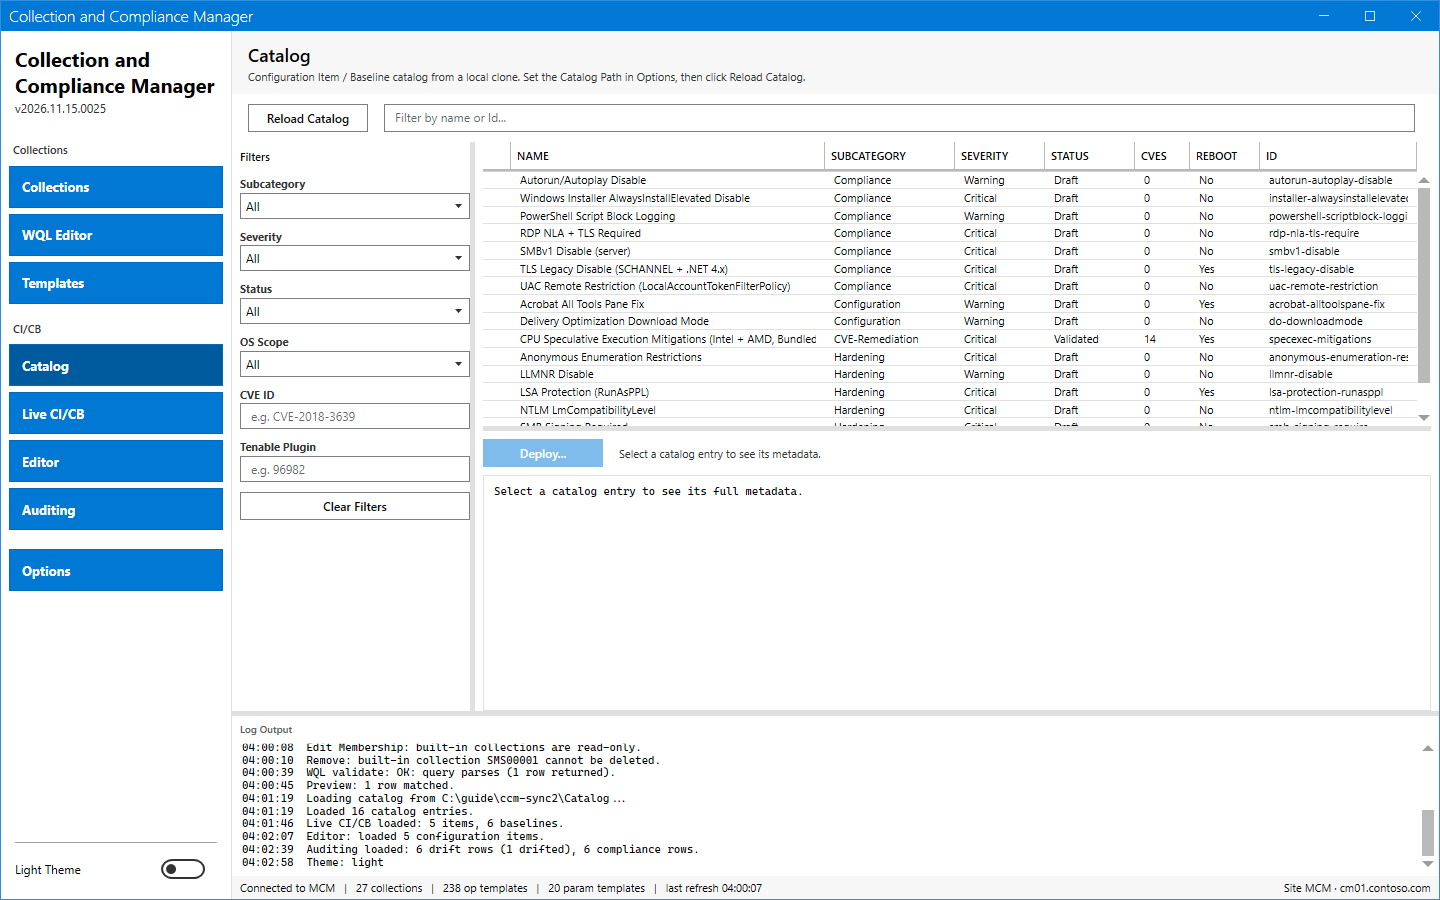 Collection and Compliance Manager
Collection and
Compliance Manager
v2026.11.15.0025
Collections
Collections
WQL Editor
Templates
CI/CB
Catalog
Live CI/CB
Editor
Auditing
Options
Light Theme
Catalog
Configuration Item / Baseline catalog from a local clone. Set the Catalog Path in Options, then click Reload Catalog.
Reload Catalog
Filter by name or Id...
Filters
Subcategory
All
Severity
All
Status
All
OS Scope
All
CVE ID
e.g. CVE-2018-3639
Tenable Plugin
e.g. 96982
Clear Filters
NAME SUBCATEGORY SEVERITY STATUS CVES REBOOT ID
Autorun/Autoplay Disable Compliance Warning Draft 0 No autorun-autoplay-disable
Windows Installer AlwaysInstallElevated Disable Compliance Critical Draft 0 No installer-alwaysinstallelevated
PowerShell Script Block Logging Compliance Warning Draft 0 No powershell-scriptblock-loggi
RDP NLA + TLS Required Compliance Critical Draft 0 No rdp-nla-tls-require
SMBv1 Disable (server) Compliance Critical Draft 0 No smbv1-disable
TLS Legacy Disable (SCHANNEL + .NET 4.x) Compliance Critical Draft 0 Yes tls-legacy-disable
UAC Remote Restriction (LocalAccountTokenFilterPolicy) Compliance Critical Draft 0 No uac-remote-restriction
Acrobat All Tools Pane Fix Configuration Warning Draft 0 Yes acrobat-alltoolspane-fix
Delivery Optimization Download Mode Configuration Warning Draft 0 No do-downloadmode
CPU Speculative Execution Mitigations (Intel + AMD, Bundled CVE-Remediation Critical Validated 14 Yes specexec-mitigations
Anonymous Enumeration Restrictions Hardening Critical Draft 0 No anonymous-enumeration-res
LLMNR Disable Hardening Warning Draft 0 No llmnr-disable
LSA Protection (RunAsPPL) Hardening Critical Draft 0 Yes lsa-protection-runasppl
NTLM LmCompatibilityLevel Hardening Critical Draft 0 No ntlm-lmcompatibilitylevel
SMB Signing Required Hardening Critical Draft 0 No smb-signing-require
Deploy...
Select a catalog entry to see its metadata.
Select a catalog entry to see its full metadata.
Log Output
04:00:08 Edit Membership: built-in collections are read-only.
04:00:10 Remove: built-in collection SMS00001 cannot be deleted.
04:00:39 WQL validate: OK: query parses (1 row returned).
04:00:45 Preview: 1 row matched.
04:01:19 Loading catalog from C:\guide\ccm-sync2\Catalog...
04:01:19 Loaded 16 catalog entries.
04:01:46 Live CI/CB loaded: 5 items, 6 baselines.
04:02:07 Editor: loaded 5 configuration items.
04:02:39 Auditing loaded: 6 drift rows (1 drifted), 6 compliance rows.
04:02:58 Theme: light
Connected to MCM | 27 collections | 238 op templates | 20 param templates | last refresh 04:00:07
Site MCM · cm01.contoso.com